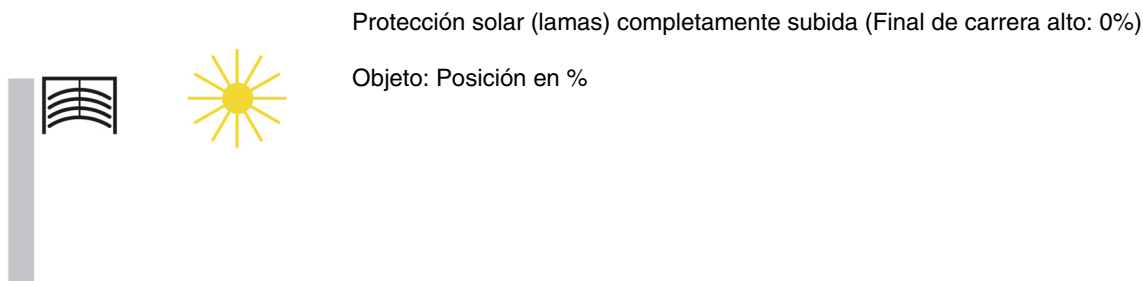 Protección solar (lamas) completamente subida (Final de carrera alto: 0%)
Objeto: Posición en %